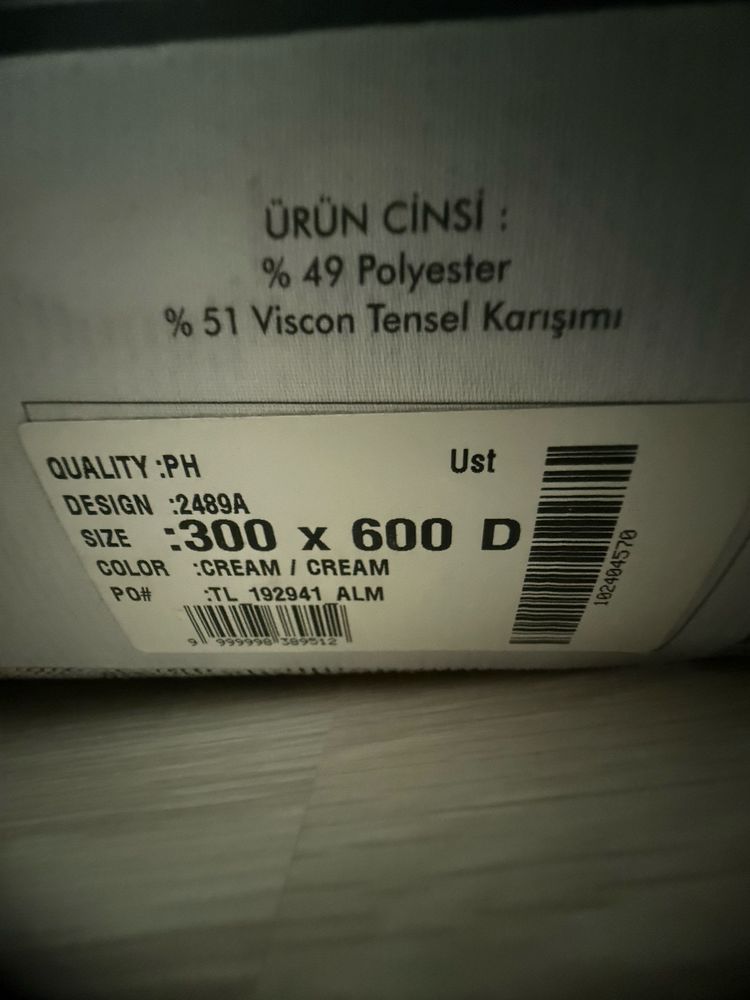 ÜRÜN CİNSİ :
% 49 Polyester
% 51 Viscon Tensel Karışımı
QUALITY :PH Ust
DESIGN :2489A
SIZE :300 x 600 D
COLOR :CREAM / CREAM
PO# :TL 192941 ALM
9 999998 389512
102404570